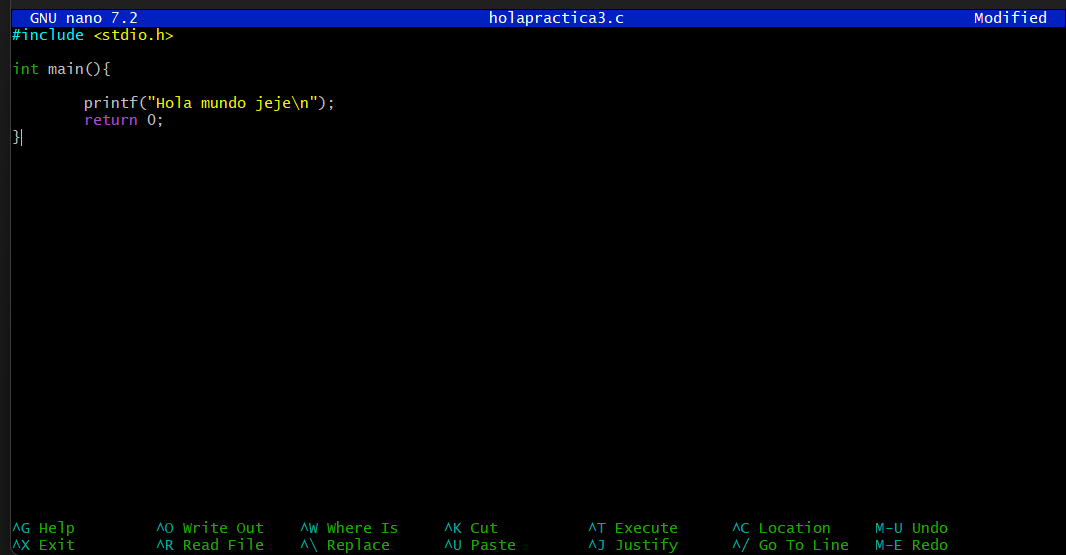 GNU nano 7.2 holapractica3.c Modified
#include <stdio.h>
int main(){
printf("Hola mundo jeje\n");
return 0;
}
^G Help ^O Write Out ^W Where Is ^K Cut ^T Execute ^C Location M-U Undo
^X Exit ^R Read File ^\ Replace ^U Paste ^J Justify ^/ Go To Line M-E Redo